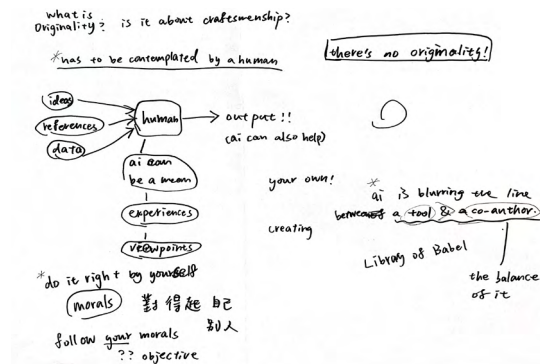 what is
Originality? is it about craftsmenship?
*has to be contemplated by a human
there's no originality!
ideas
references
data
human
output!!
(ai can also help)
ai can
be a mean
experiences
viewpoints
your own!
creating
*
ai is blurring the line
a tool & a co-author.
Library of Babel
the balance
of it
*do it right by yourself
morals
對得起自己
別人
follow your morals
?? objective